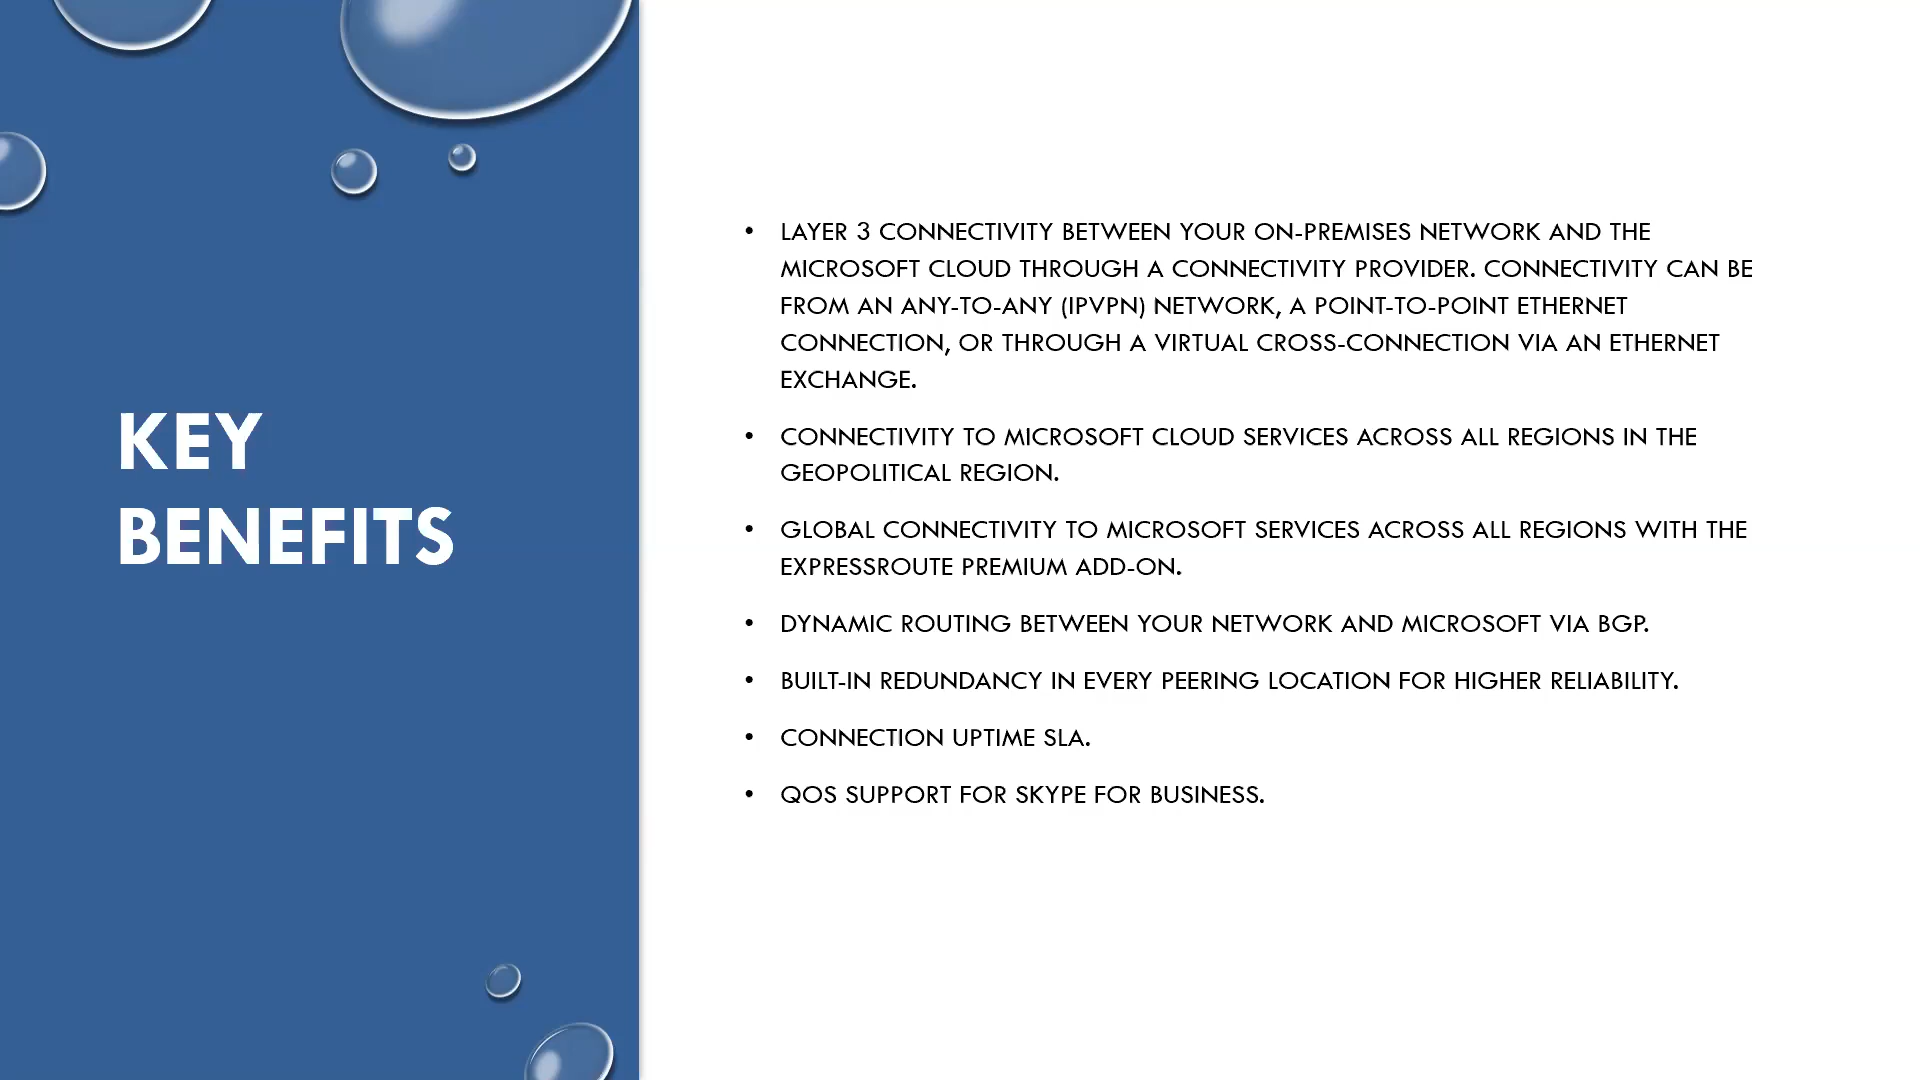 KEY
BENEFITS
• LAYER 3 CONNECTIVITY BETWEEN YOUR ON-PREMISES NETWORK AND THE
MICROSOFT CLOUD THROUGH A CONNECTIVITY PROVIDER. CONNECTIVITY CAN BE
FROM AN ANY-TO-ANY (IPVPN) NETWORK, A POINT-TO-POINT ETHERNET
CONNECTION, OR THROUGH A VIRTUAL CROSS-CONNECTION VIA AN ETHERNET
EXCHANGE.
• CONNECTIVITY TO MICROSOFT CLOUD SERVICES ACROSS ALL REGIONS IN THE
GEOPOLITICAL REGION.
• GLOBAL CONNECTIVITY TO MICROSOFT SERVICES ACROSS ALL REGIONS WITH THE
EXPRESSROUTE PREMIUM ADD-ON.
• DYNAMIC ROUTING BETWEEN YOUR NETWORK AND MICROSOFT VIA BGP.
• BUILT-IN REDUNDANCY IN EVERY PEERING LOCATION FOR HIGHER RELIABILITY.
• CONNECTION UPTIME SLA.
• QOS SUPPORT FOR SKYPE FOR BUSINESS.